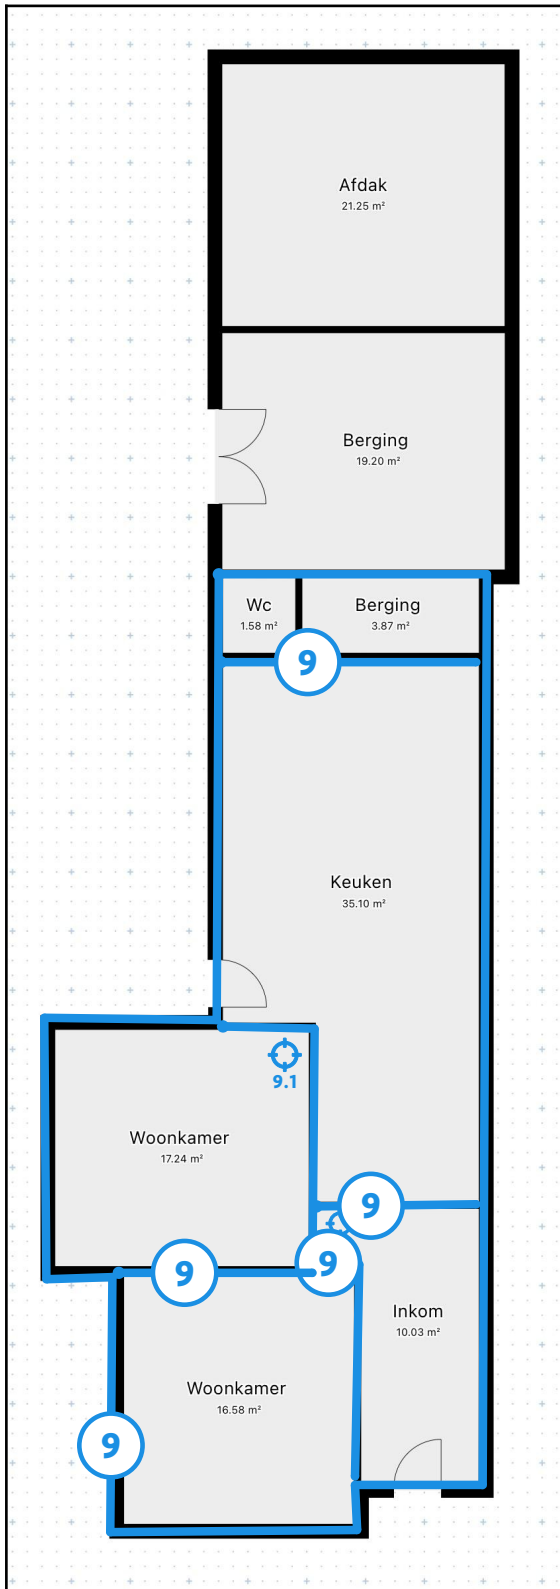 Afdak
21.25 m²
Berging
19.20 m²
Wc
1.58 m²
Berging
3.87 m²
9
Keuken
35.10 m²
9.1
Woonkamer
17.24 m²
9
9
9
Inkom
10.03 m²
Woonkamer
16.58 m²
9